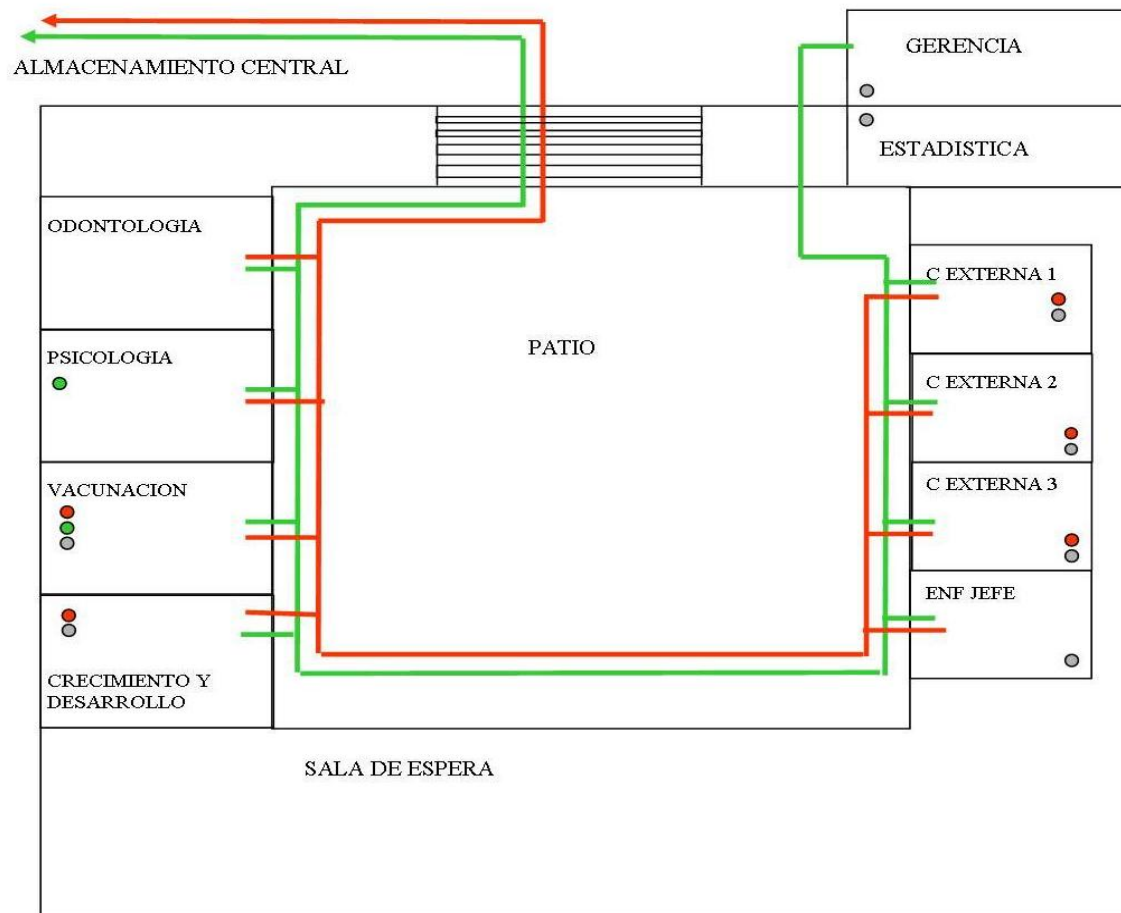 ALMACENAMIENTO CENTRAL
GERENCIA
ESTADISTICA
ODONTOLOGIA
C EXTERNA 1
PSICOLOGIA
PATIO
C EXTERNA 2
VACUNACION
C EXTERNA 3
ENF JEFE
CRECIMIENTO Y
DESARROLLO
SALA DE ESPERA